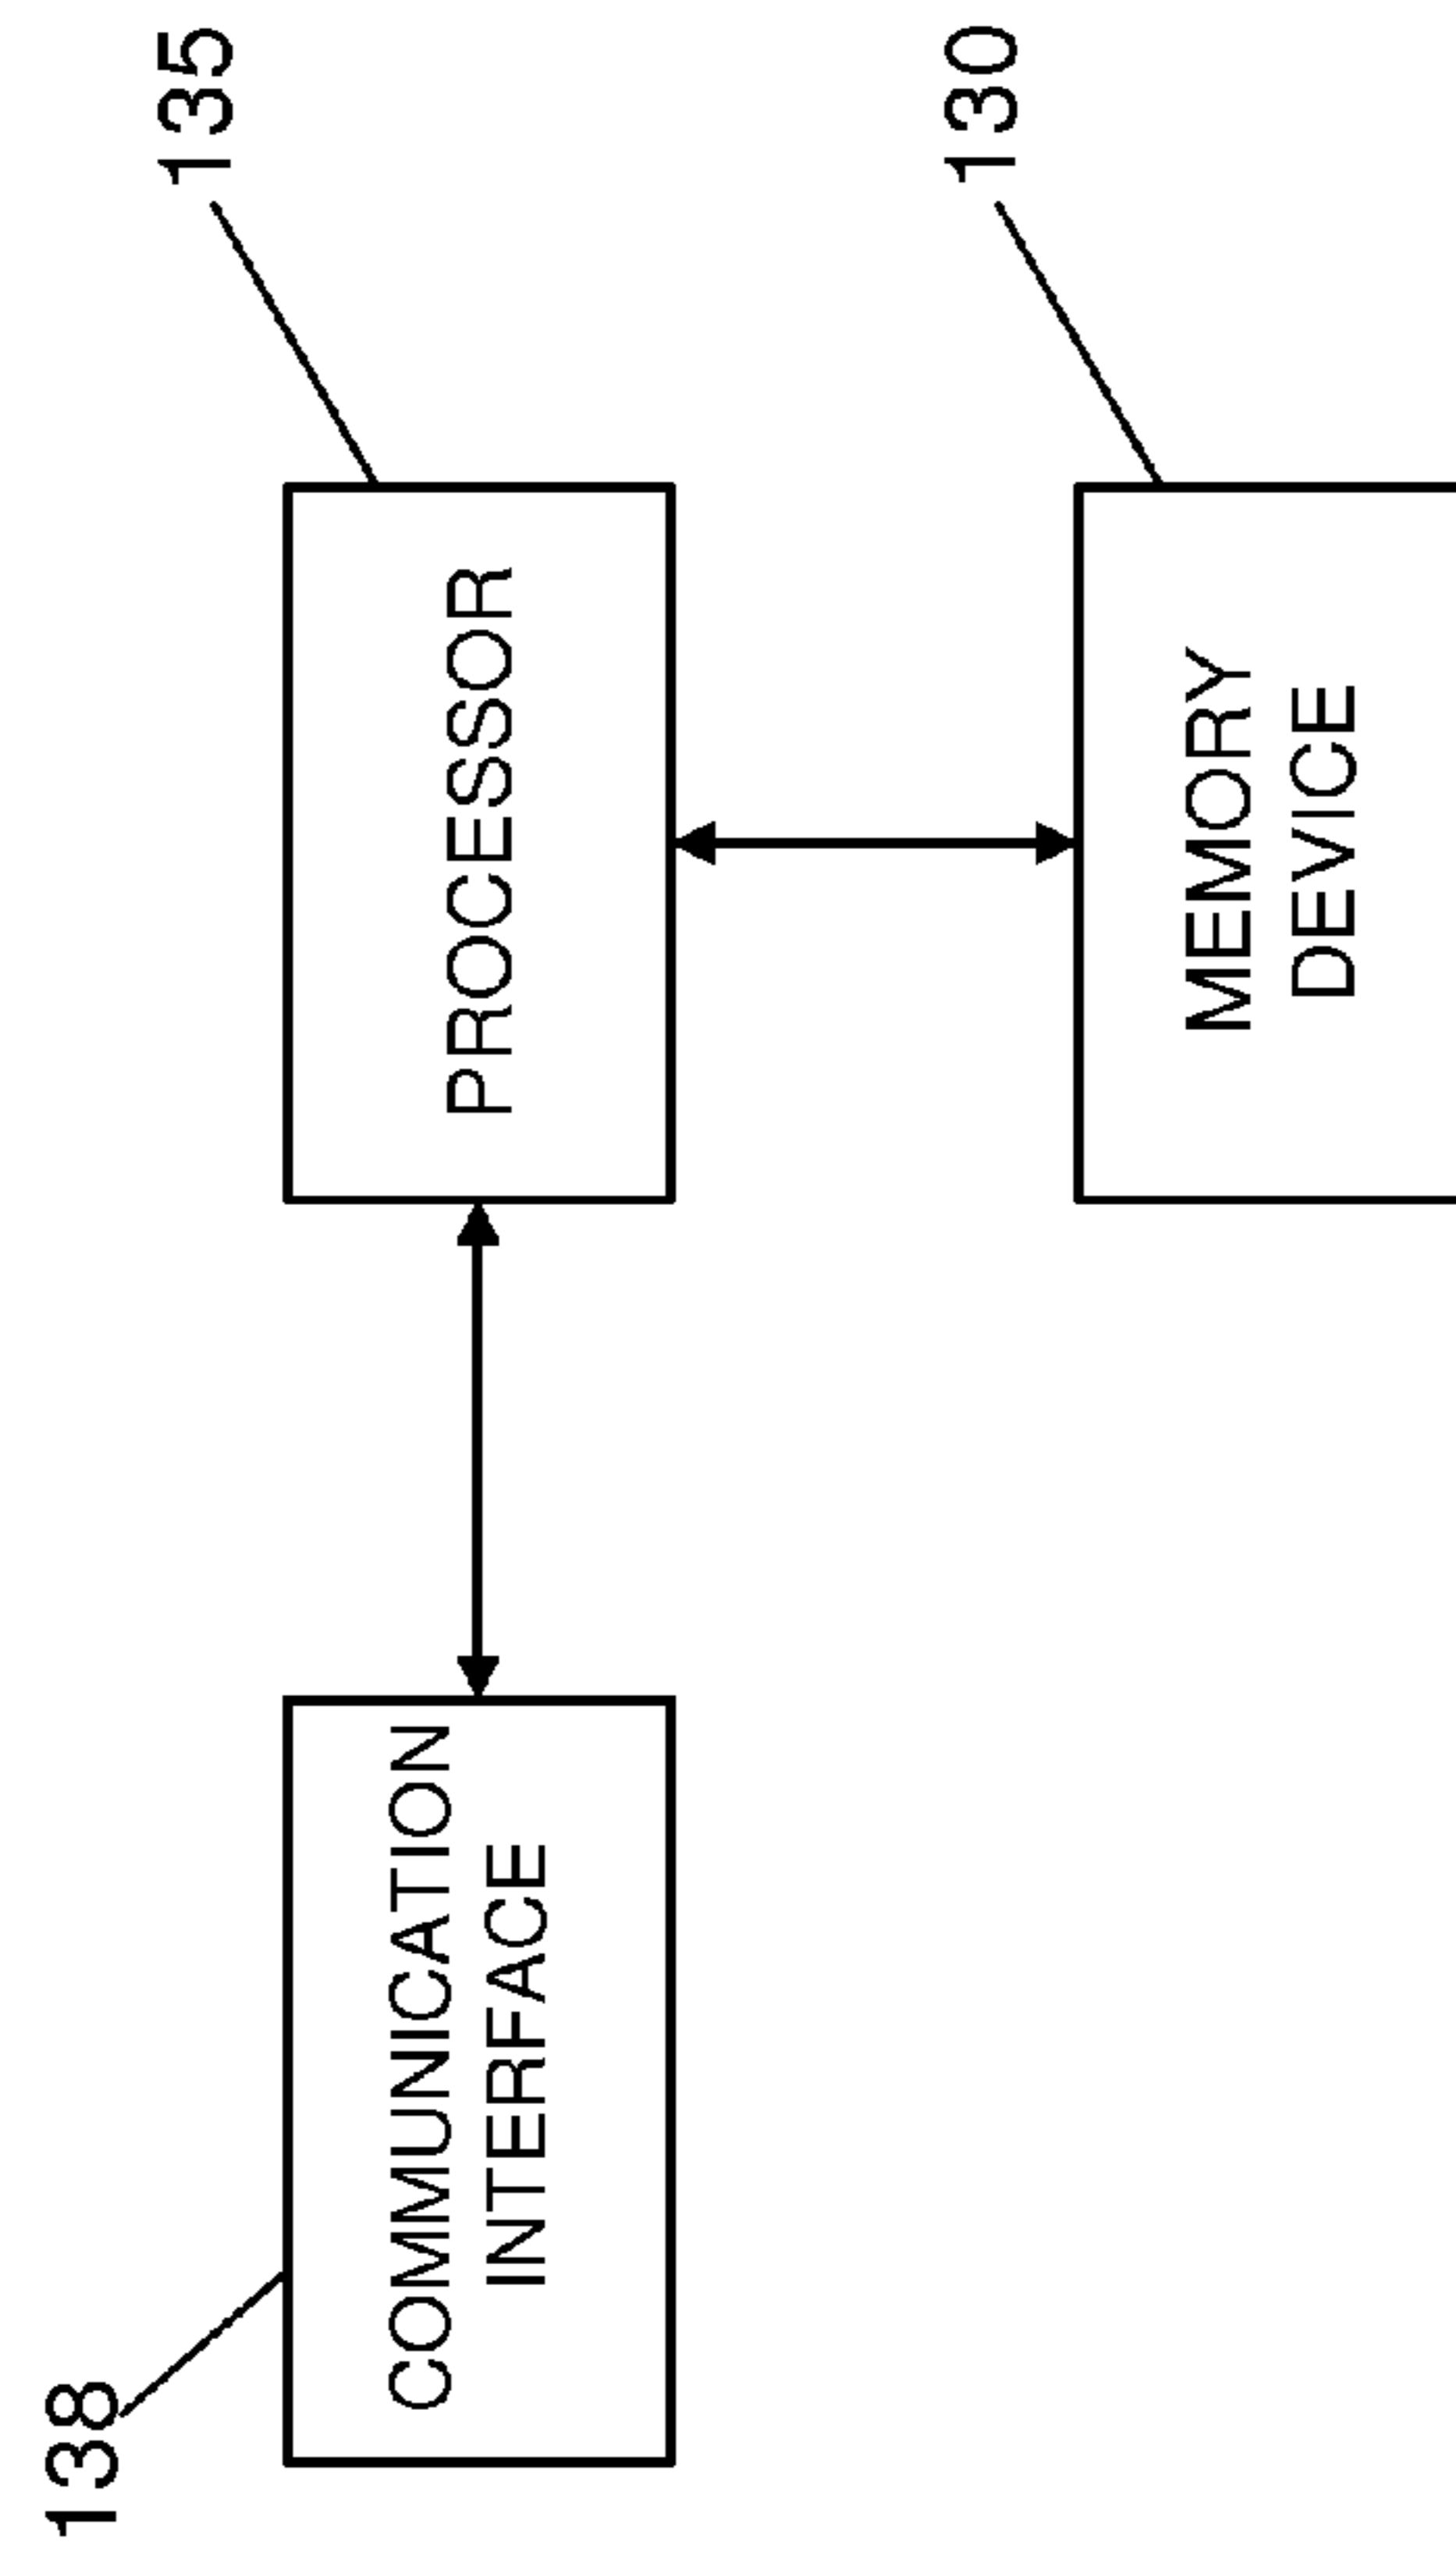 135
PROCESSOR
138
COMMUNICATION
INTERFACE
130
MEMORY
DEVICE